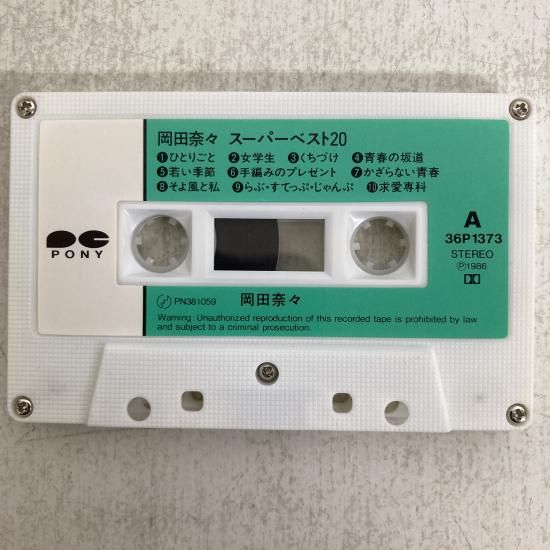 岡田奈々 スーパーベスト20
❶ひとりごと ❷女学生 ❸くちづけ ❹青春の坂道
❺若い季節 ❻手編みのプレゼント ❼かざらない青春
❽そよ風と私 ❾らぶ・すてっぷ・じゃんぷ ❿求愛専科
PONY
A
36P1373
STEREO
Ⓟ1986
PN381059 岡田奈々
Warning : Unauthorized reproduction of this recorded tape is prohibited by law
and subject to a criminal prosecution.